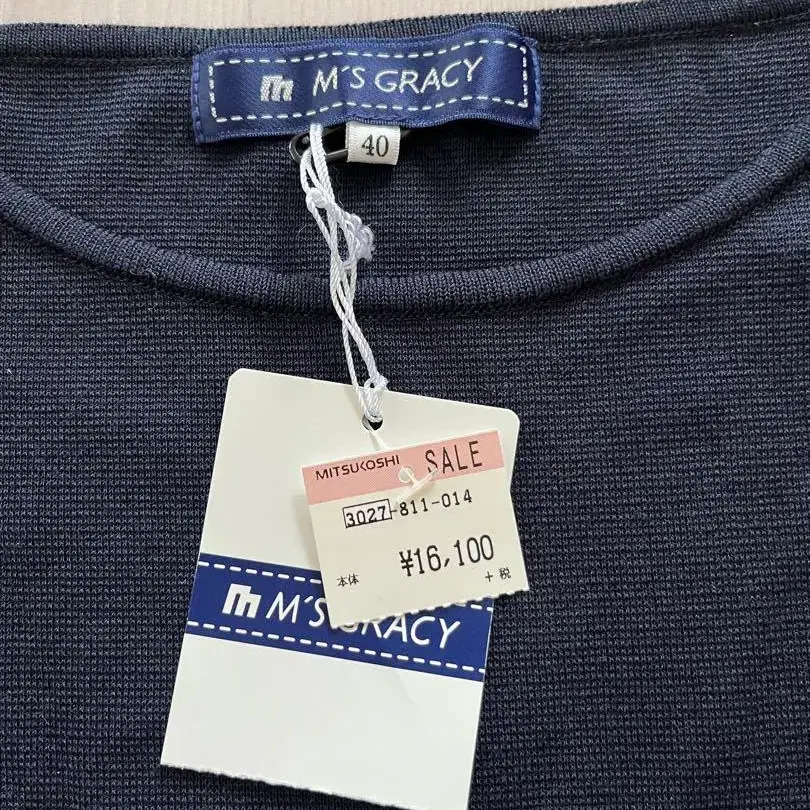 M'S GRACY
40
MITSUKOSHI SALE
3027-811-014
¥16,100
本体 +税
M'S GRACY